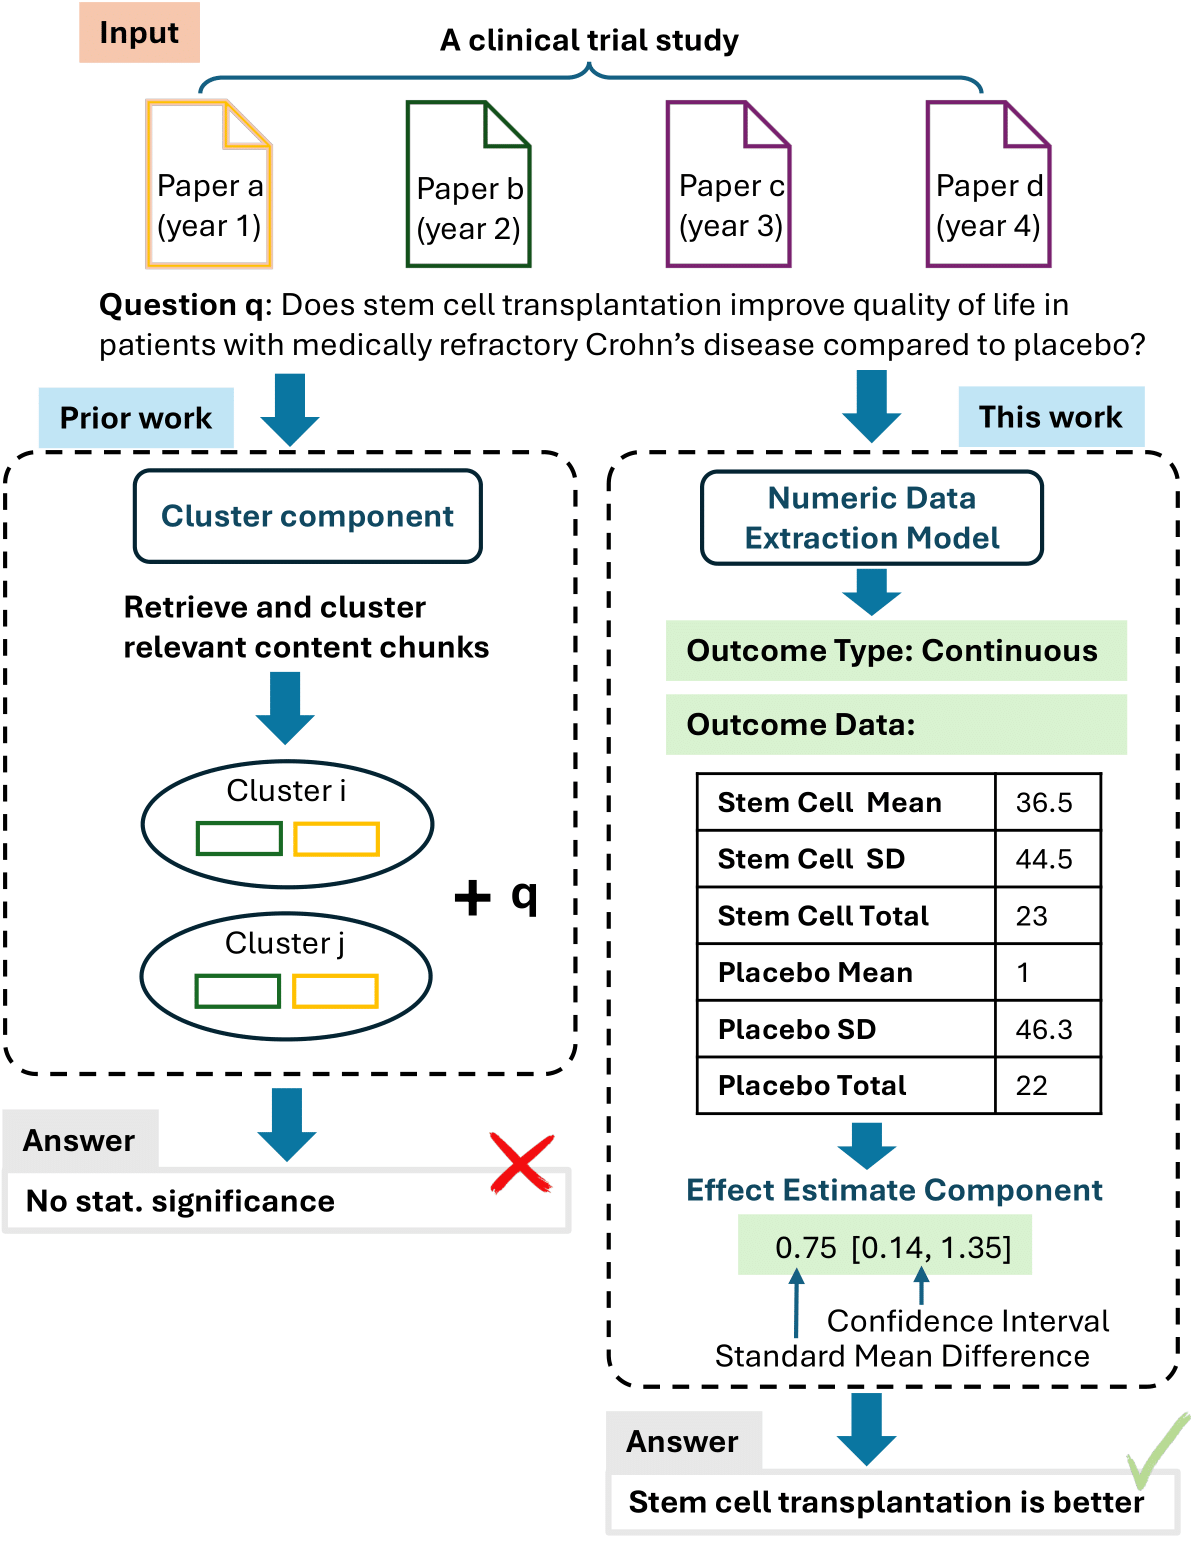 Input
A clinical trial study
Paper a
(year 1)
Paper b
(year 2)
Paper c
(year 3)
Paper d
(year 4)
Question q: Does stem cell transplantation improve quality of life in
patients with medically refractory Crohn’s disease compared to placebo?
Prior work
Cluster component
Retrieve and cluster
relevant content chunks
Cluster i
Cluster j
+ q
Answer
No stat. significance
This work
Numeric Data
Extraction Model
Outcome Type: Continuous
Outcome Data:
Stem Cell Mean 36.5
Stem Cell SD 44.5
Stem Cell Total 23
Placebo Mean 1
Placebo SD 46.3
Placebo Total 22
Effect Estimate Component
0.75 [0.14, 1.35]
Confidence Interval
Standard Mean Difference
Answer
Stem cell transplantation is better